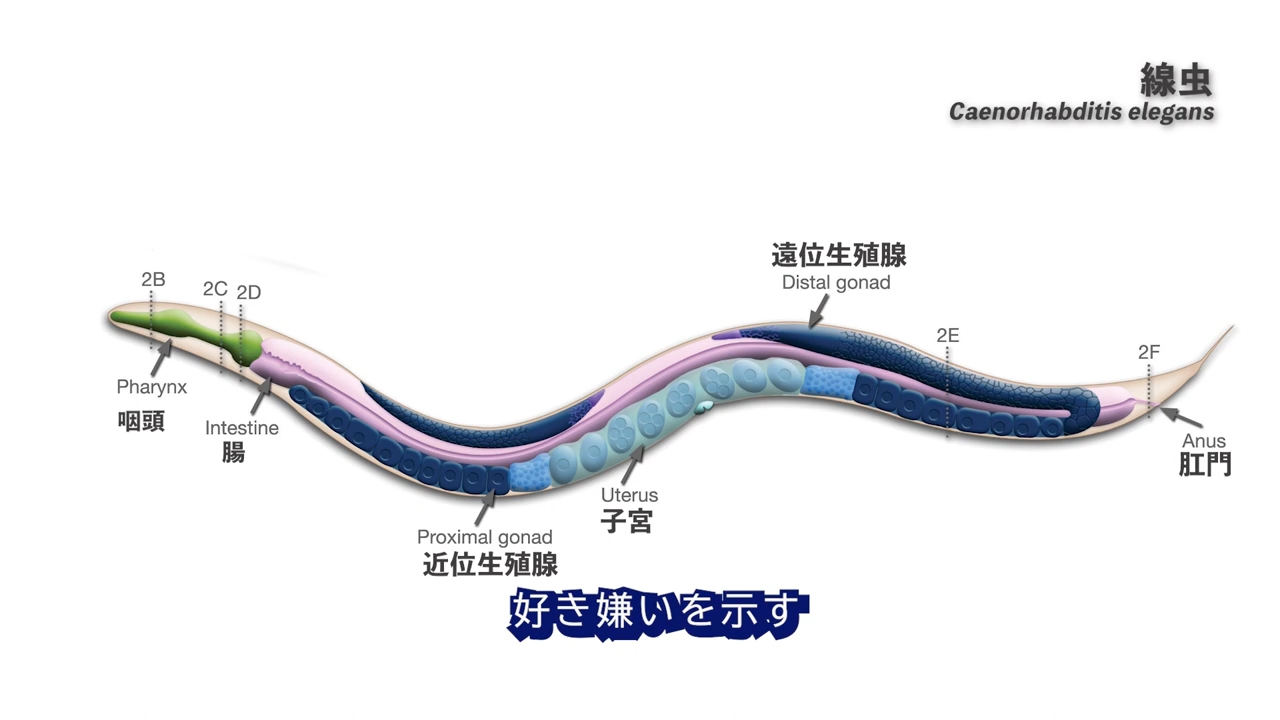 線虫
Caenorhabditis elegans
遠位生殖腺
Distal gonad
2B
2C
2D
2E
2F
Pharynx
咽頭
Intestine
腸
Anus
肛門
Uterus
子宮
Proximal gonad
近位生殖腺
好き嫌いを示す